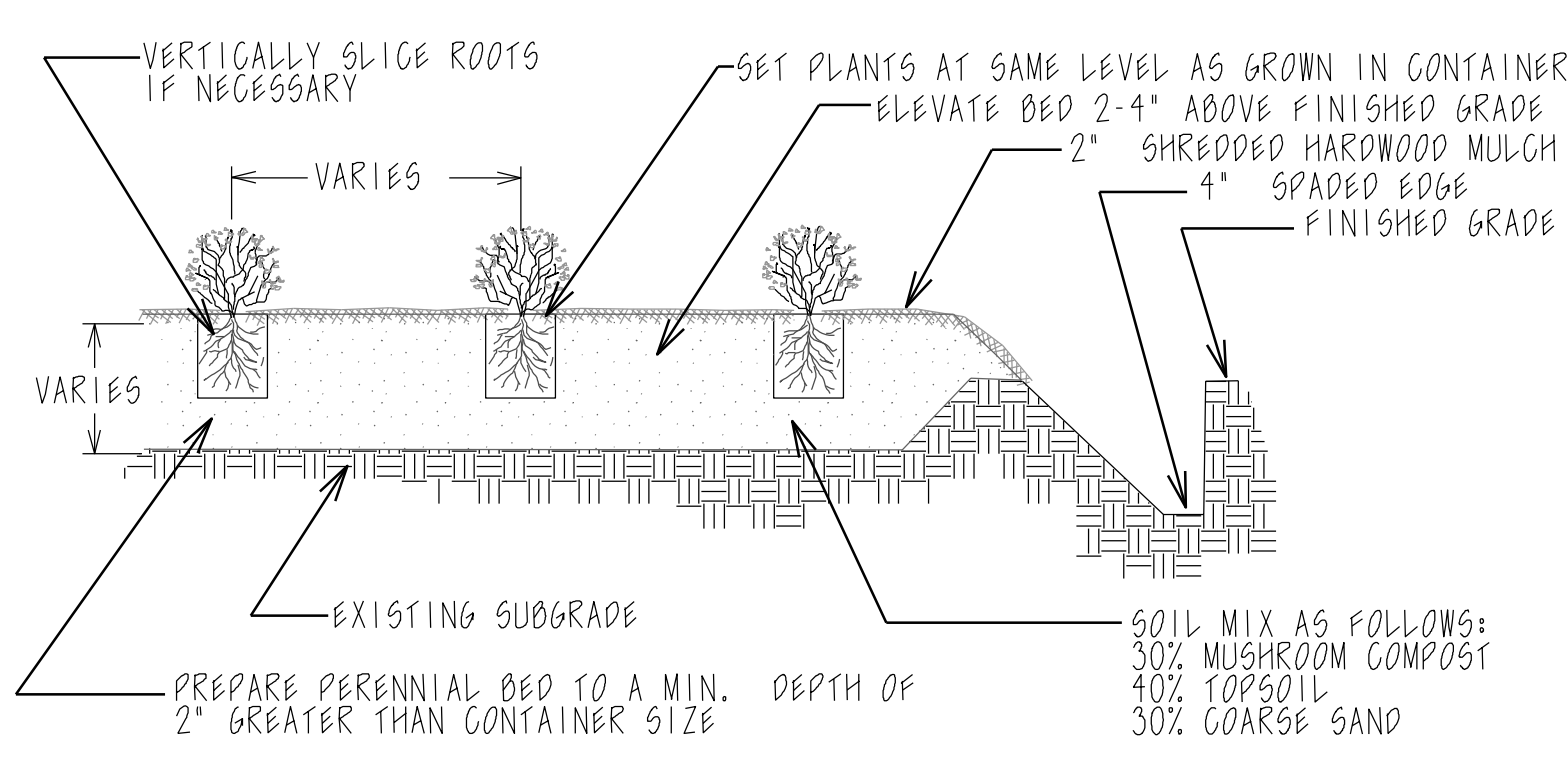 VERTICALLY SLICE ROOTS
IF NECESSARY
SET PLANTS AT SAME LEVEL AS GROWN IN CONTAINER
ELEVATE BED 2-4" ABOVE FINISHED GRADE
2" SHREDDED HARDWOOD MULCH
4" SPADED EDGE
FINISHED GRADE
VARIES
VARIES
EXISTING SUBGRADE
PREPARE PERENNIAL BED TO A MIN. DEPTH OF
2" GREATER THAN CONTAINER SIZE
SOIL MIX AS FOLLOWS:
30% MUSHROOM COMPOST
40% TOPSOIL
30% COARSE SAND